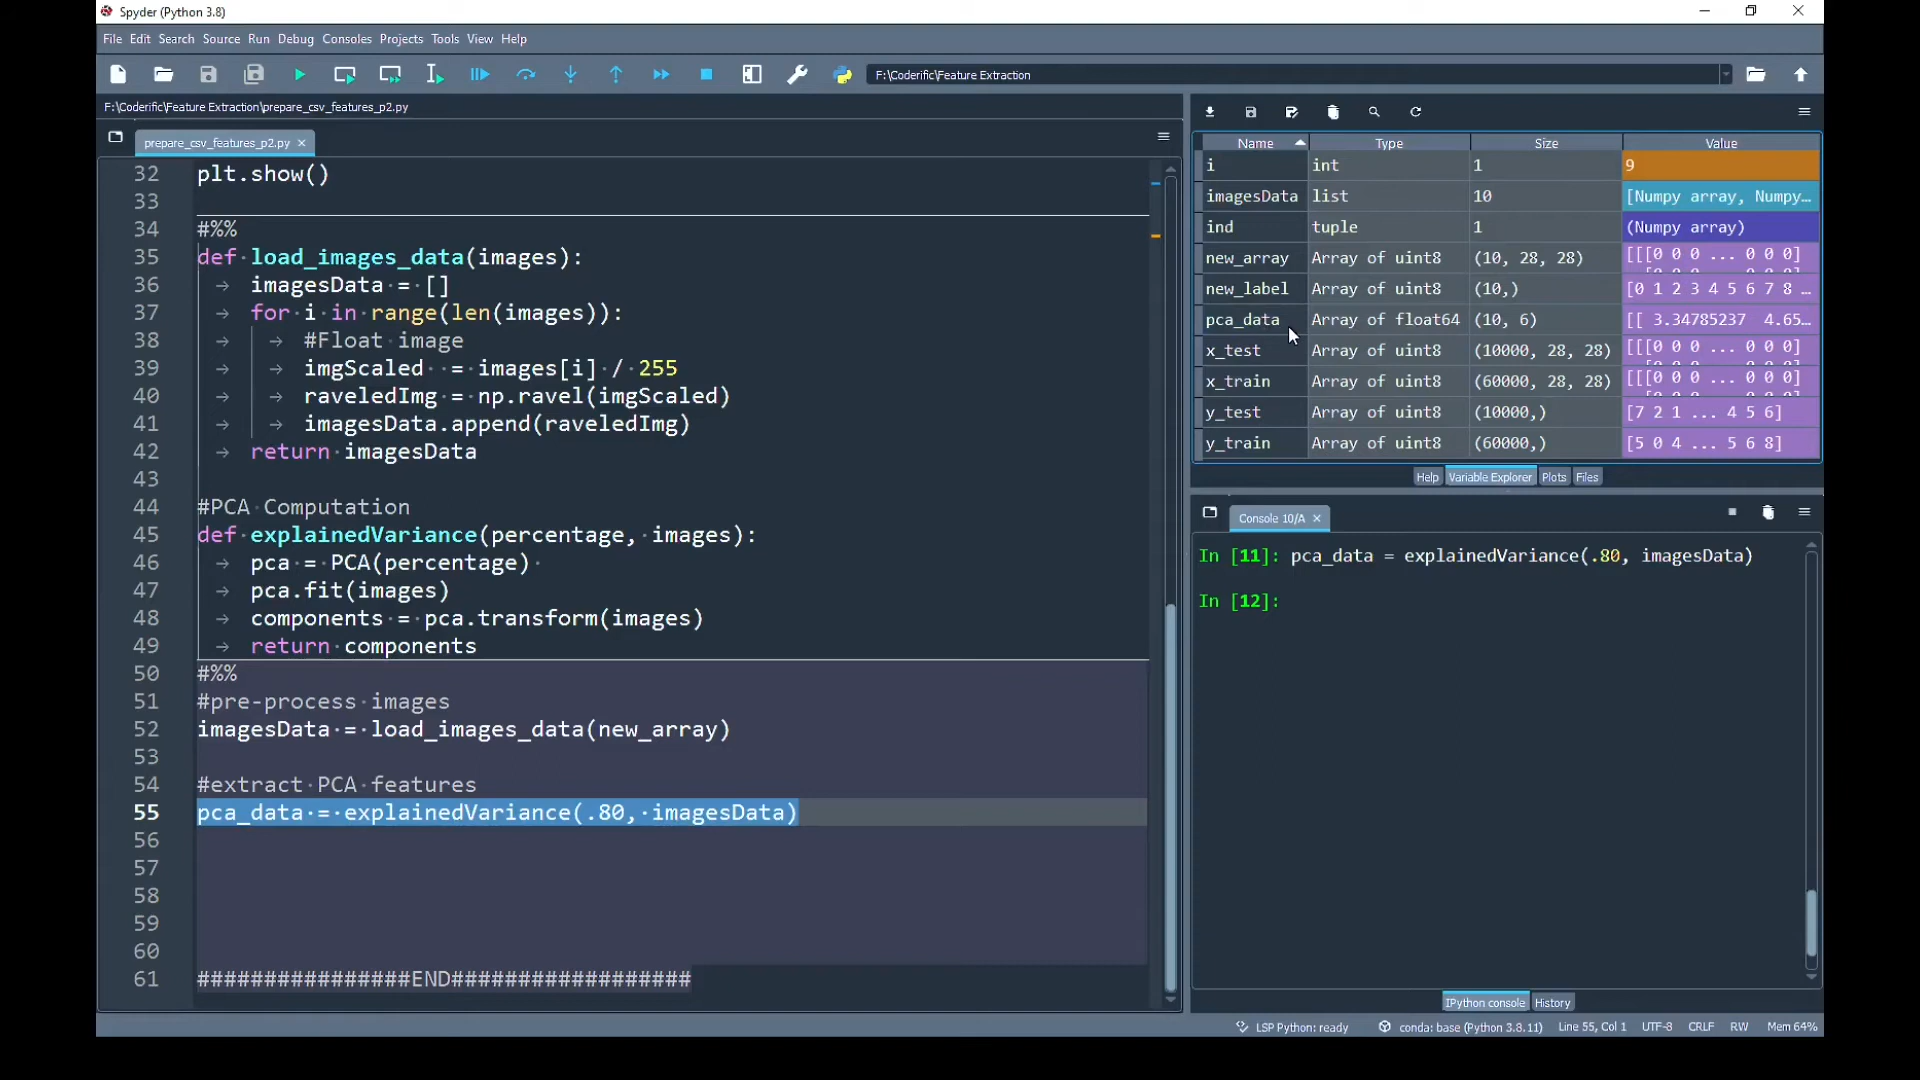 Spyder (Python 3.8)
File Edit Search Source Run Debug Consoles Projects Tools View Help
F:\Coderific\Feature Extraction
F:\Coderific\Feature Extraction\prepare_csv_features_p2.py
prepare_csv_features_p2.py
32 plt.show()
33
34 #%%
35 def load_images_data(images):
36 imagesData = []
37 for i in range(len(images)):
38 #Float image
39 imgScaled = images[i] / 255
40 raveledImg = np.ravel(imgScaled)
41 imagesData.append(raveledImg)
42 return imagesData
43
44 #PCA Computation
45 def explainedVariance(percentage, images):
46 pca = PCA(percentage)
47 pca.fit(images)
48 components = pca.transform(images)
49 return components
50 #%%
51 #pre-process images
52 imagesData = load_images_data(new_array)
53
54 #extract PCA features
55 pca_data = explainedVariance(.80, imagesData)
56
57
58
59
60
61 ################END##################
Name Type Size Value
i int 1 9
imagesData list 10 [Numpy array, Numpy…
ind tuple 1 (Numpy array)
new_array Array of uint8 (10, 28, 28) [[[0 0 0 ... 0 0 0]
new_label Array of uint8 (10,) [0 1 2 3 4 5 6 7 8 …
pca_data Array of float64 (10, 6) [[ 3.34785237 4.65…
x_test Array of uint8 (10000, 28, 28) [[[0 0 0 ... 0 0 0]
x_train Array of uint8 (60000, 28, 28) [[[0 0 0 ... 0 0 0]
y_test Array of uint8 (10000,) [7 2 1 ... 4 5 6]
y_train Array of uint8 (60000,) [5 0 4 ... 5 6 8]
Help Variable Explorer Plots Files
Console 10/A
In [11]: pca_data = explainedVariance(.80, imagesData)
In [12]:
IPython console History
LSP Python: ready conda: base (Python 3.8.11) Line 55, Col 1 UTF-8 CRLF RW Mem 64%